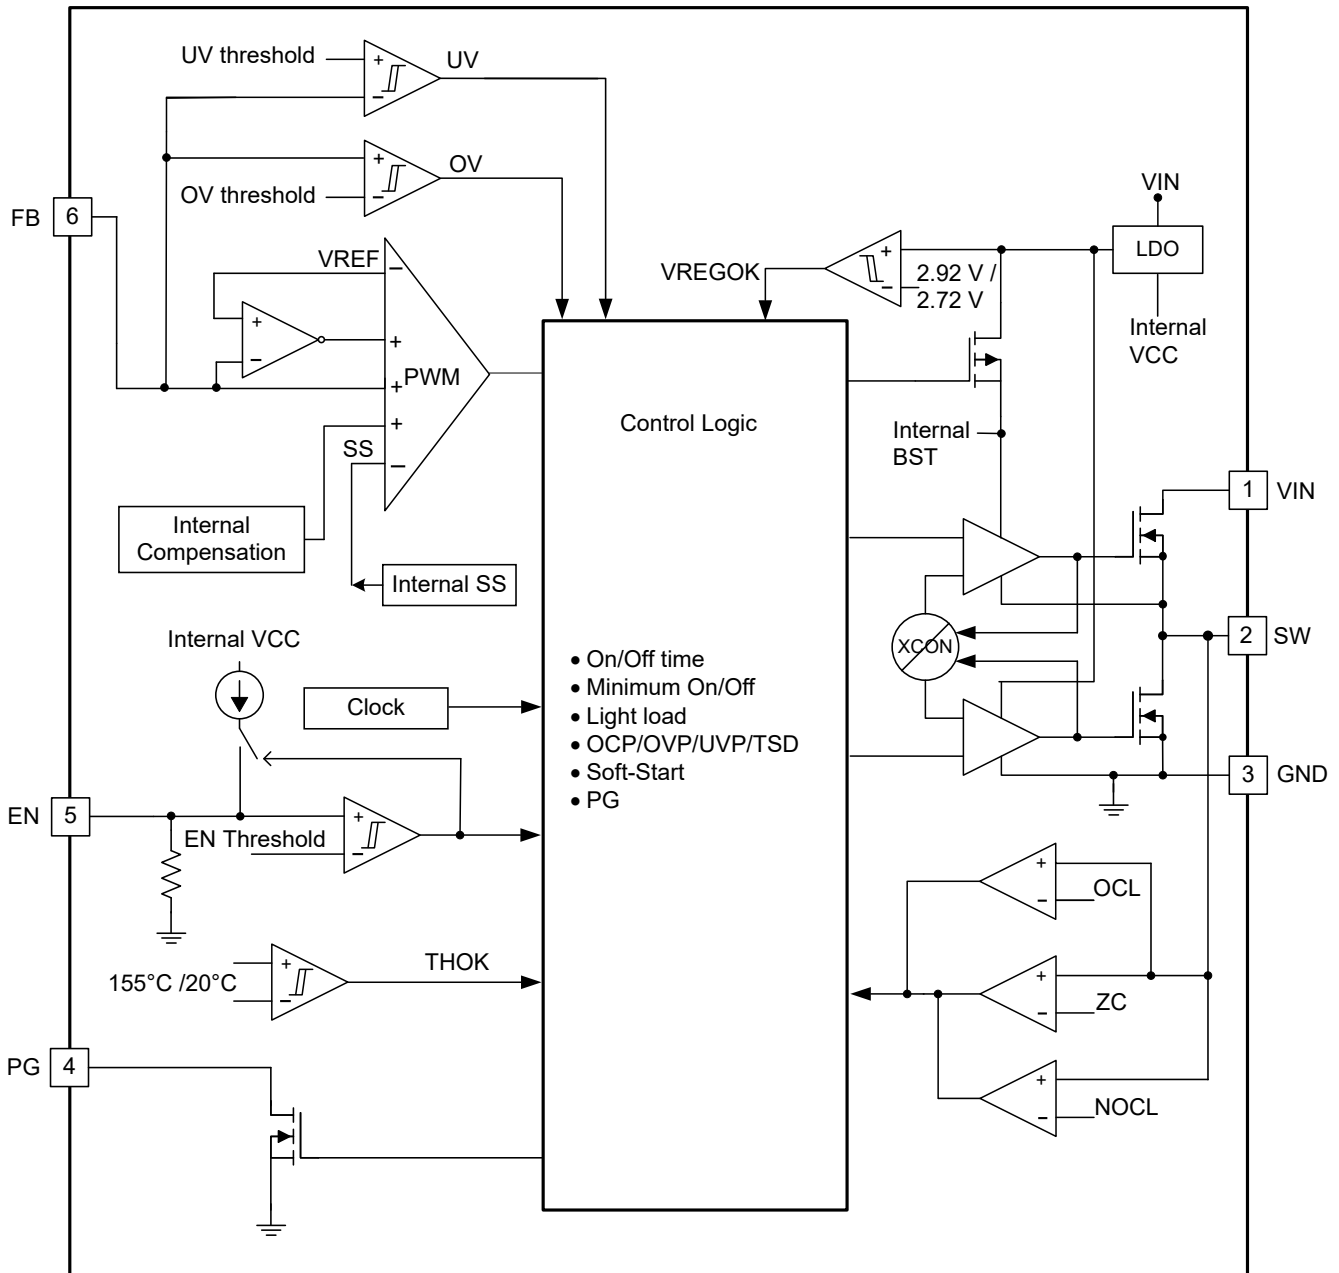 UV threshold
+
−
UV
+
−
OV
OV threshold
FB
6
VREF
−
+
−
+
+
PWM
+
SS
−
Internal
Compensation
Internal SS
VREGOK
+
−
2.92 V /
2.72 V
VIN
LDO
Internal
VCC
Control Logic
Internal
BST
1
VIN
XCON
2
SW
3
GND
Internal VCC
Clock
• On/Off time
• Minimum On/Off
• Light load
• OCP/OVP/UVP/TSD
• Soft-Start
• PG
EN
5
EN Threshold
+
−
155°C /20°C
+
−
THOK
PG
4
+
−
OCL
+
−
ZC
+
−
NOCL